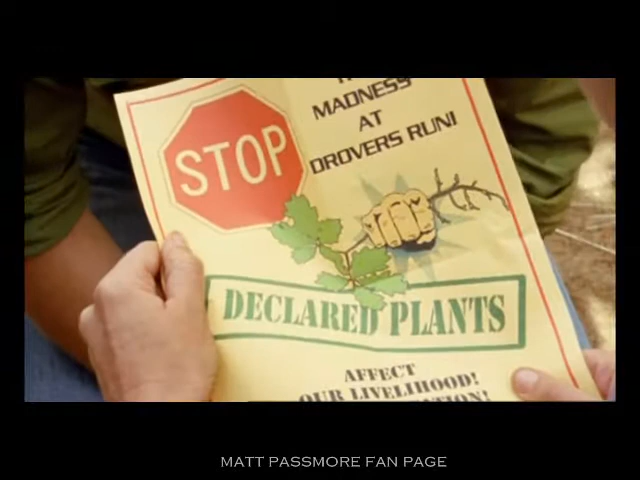 STOP
MADNESS
AT
DROVERS RUN!
DECLARED PLANTS
AFFECT
OUR LIVELIHOOD!
MATT PASSMORE FAN PAGE